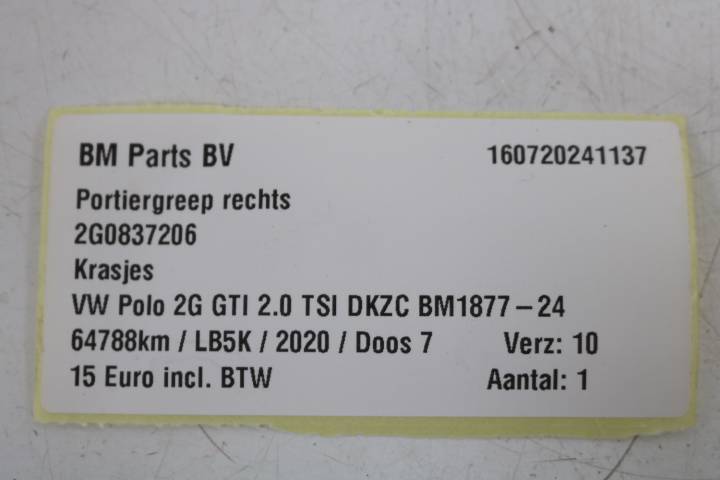 BM Parts BV 160720241137
Portiergreep rechts
2G0837206
Krasjes
VW Polo 2G GTI 2.0 TSI DKZC BM1877-24
64788km / LB5K / 2020 / Doos 7 Verz: 10
15 Euro incl. BTW Aantal: 1